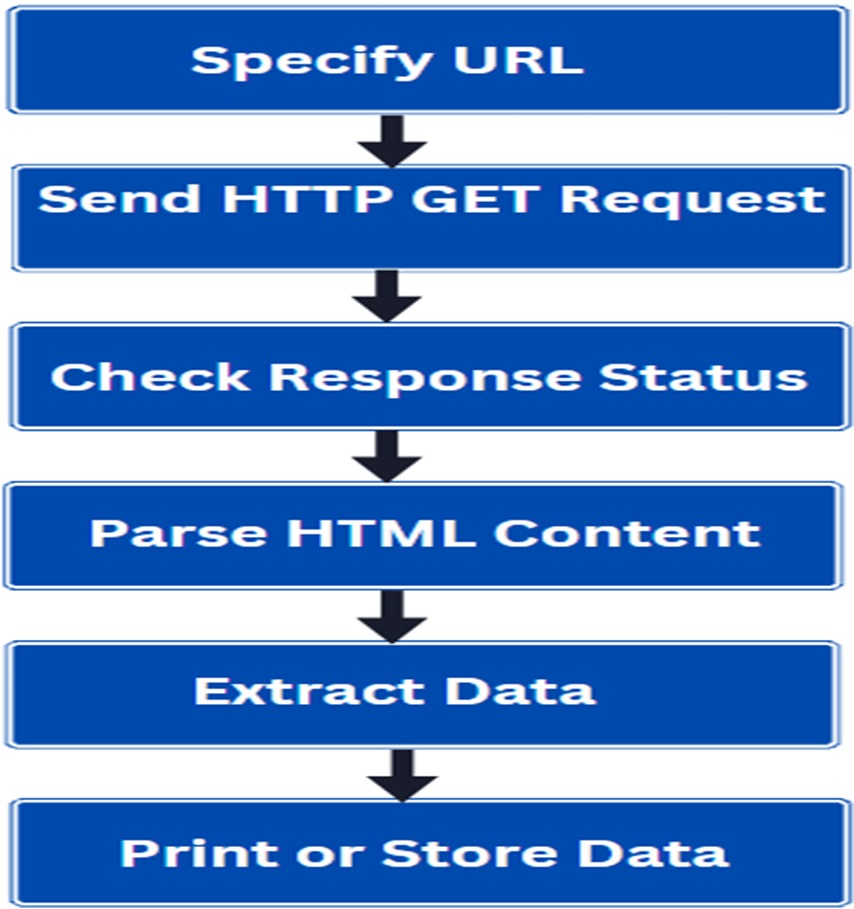 Specify URL
Send HTTP GET Request
Check Response Status
Parse HTML Content
Extract Data
Print or Store Data